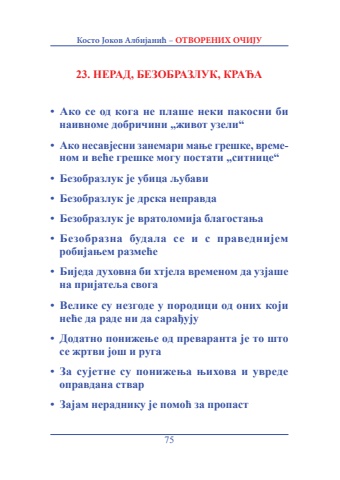 Косто Јоков Албијанић – ОТВОРЕНИХ ОЧИЈУ
23. НЕРАД, БЕЗОБРАЗЛУК, КРАЂА
• Ако се од кога не плаше неки пакосни би
наивноме добричини „живот узели“
• Ако несавјесни занемари мање грешке, време-
ном и веће грешке могу постати „ситнице“
• Безобразлук је убица љубави
• Безобразлук је дрска неправда
• Безобразлук је вратоломија благостања
• Безобразна будала се и с праведнијем
робијањем размеће
• Биједа духовна би хтјела временом да узјаше
на пријатеља свога
• Велике су незгоде у породици од оних који
неће да раде ни да сарађују
• Додатно понижење од преваранта је то што
се жртви још и руга
• За сујетне су понижења њихова и увреде
оправдана ствар
• Зајам нераднику је помоћ за пропаст
75